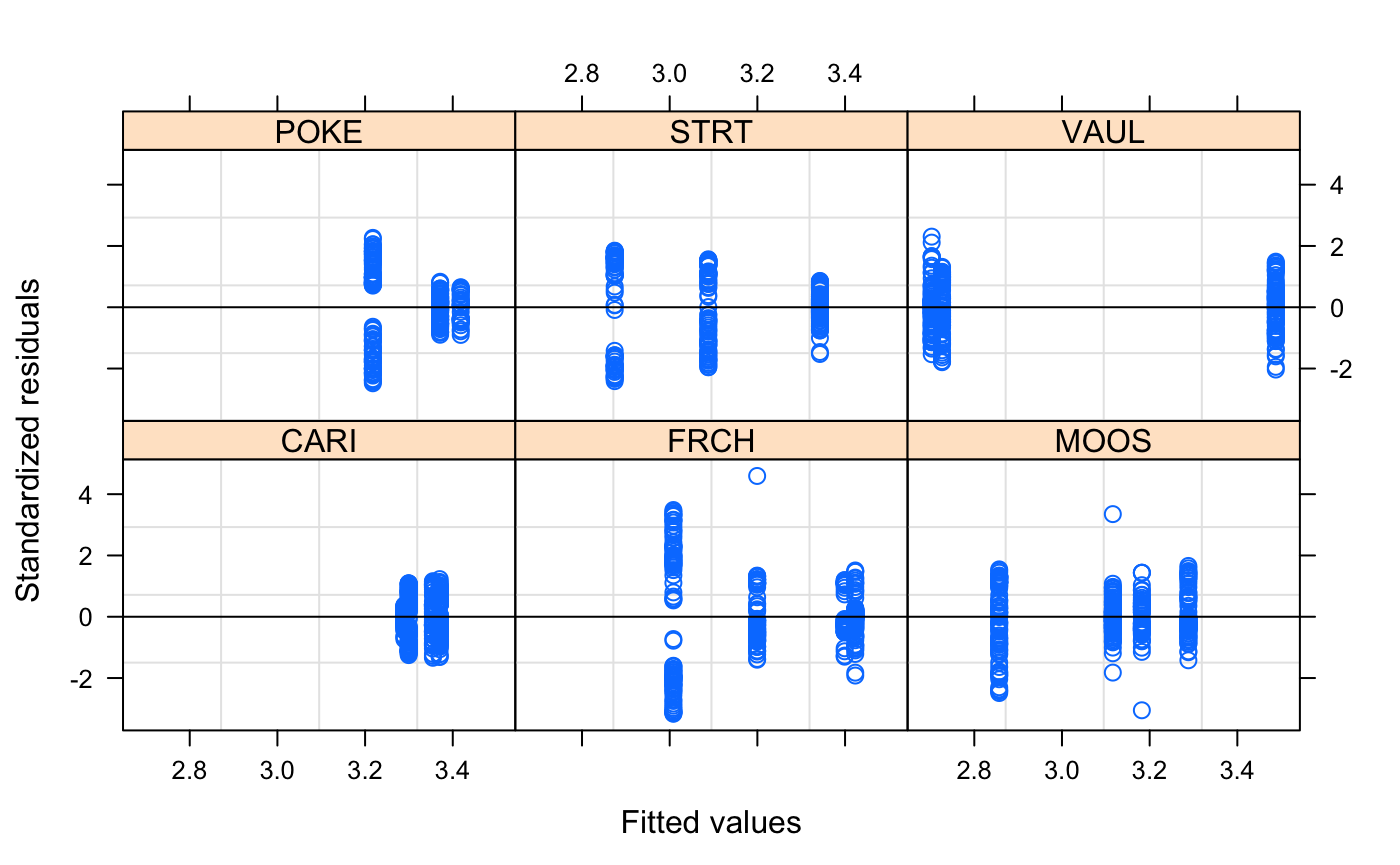 2.8 3.0 3.2 3.4
POKE STRT VAUL
4
2
0
-2
CARI FRCH MOOS
4
2
0
-2
2.8 3.0 3.2 3.4 2.8 3.0 3.2 3.4
Fitted values
Standardized residuals